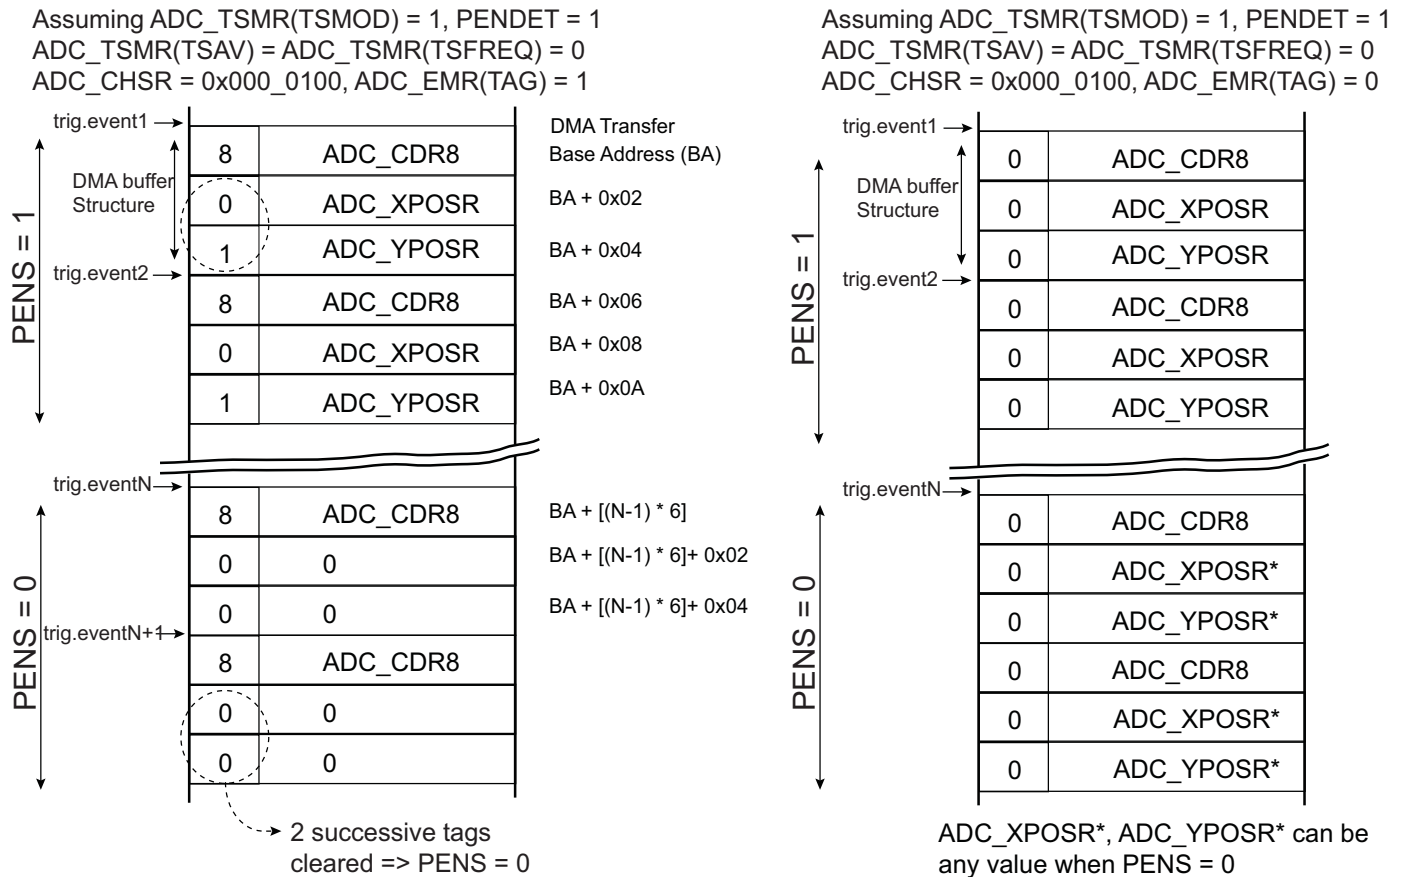 Assuming ADC_TSMR(TSMOD) = 1, PENDET = 1
ADC_TSMR(TSAV) = ADC_TSMR(TSFREQ) = 0
ADC_CHSR = 0x000_0100, ADC_EMR(TAG) = 1
trig.event1
DMA Transfer
8 ADC_CDR8 Base Address (BA)
DMA buffer
Structure
0 ADC_XPOSR BA + 0x02
1 ADC_YPOSR BA + 0x04
trig.event2
PENS = 1
8 ADC_CDR8 BA + 0x06
0 ADC_XPOSR BA + 0x08
1 ADC_YPOSR BA + 0x0A
trig.eventN
8 ADC_CDR8 BA + [(N-1) * 6]
0 0 BA + [(N-1) * 6]+ 0x02
0 0 BA + [(N-1) * 6]+ 0x04
PENS = 0
trig.eventN+1
8 ADC_CDR8
0 0
0 0
2 successive tags
cleared => PENS = 0
Assuming ADC_TSMR(TSMOD) = 1, PENDET = 1
ADC_TSMR(TSAV) = ADC_TSMR(TSFREQ) = 0
ADC_CHSR = 0x000_0100, ADC_EMR(TAG) = 0
trig.event1
0 ADC_CDR8
DMA buffer
Structure
0 ADC_XPOSR
0 ADC_YPOSR
trig.event2
PENS = 1
0 ADC_CDR8
0 ADC_XPOSR
0 ADC_YPOSR
trig.eventN
0 ADC_CDR8
0 ADC_XPOSR*
0 ADC_YPOSR*
PENS = 0
0 ADC_CDR8
0 ADC_XPOSR*
0 ADC_YPOSR*
ADC_XPOSR*, ADC_YPOSR* can be
any value when PENS = 0